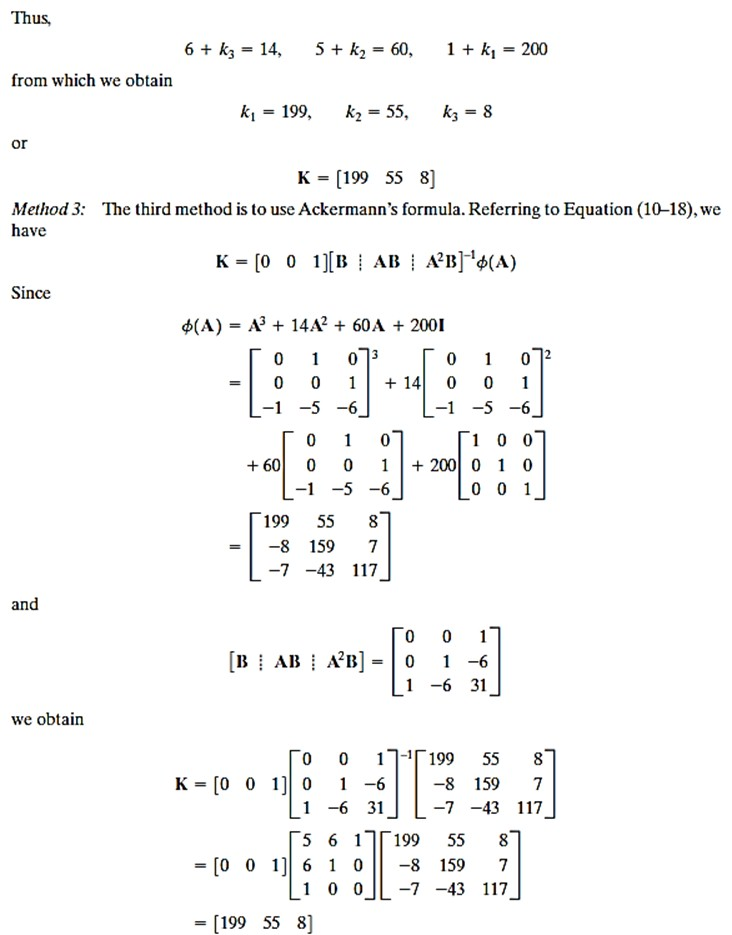 Thus,
6 + k₃ = 14, 5 + k₂ = 60, 1 + k₁ = 200
from which we obtain
k₁ = 199, k₂ = 55, k₃ = 8
or
K = [199 55 8]
Method 3: The third method is to use Ackermann's formula. Referring to Equation (10–18), we
have
K = [0 0 1][B ⋮ AB ⋮ A²B]⁻¹ϕ(A)
Since
ϕ(A) = A³ + 14A² + 60A + 200I
= [0 1 0; 0 0 1; −1 −5 −6]³ + 14[0 1 0; 0 0 1; −1 −5 −6]²
+ 60[0 1 0; 0 0 1; −1 −5 −6] + 200[1 0 0; 0 1 0; 0 0 1]
= [199 55 8; −8 159 7; −7 −43 117]
and
[B ⋮ AB ⋮ A²B] = [0 0 1; 0 1 −6; 1 −6 31]
we obtain
K = [0 0 1][0 0 1; 0 1 −6; 1 −6 31]⁻¹[199 55 8; −8 159 7; −7 −43 117]
= [0 0 1][5 6 1; 6 1 0; 1 0 0][199 55 8; −8 159 7; −7 −43 117]
= [199 55 8]